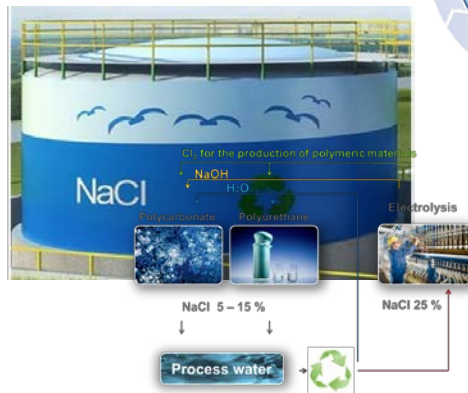 Cl₂ for the production of polymeric materials
NaOH
H₂O
NaCl
Polycarbonate
Polyurethane
Electrolysis
NaCl 5 – 15 %
NaCl 25 %
Process water